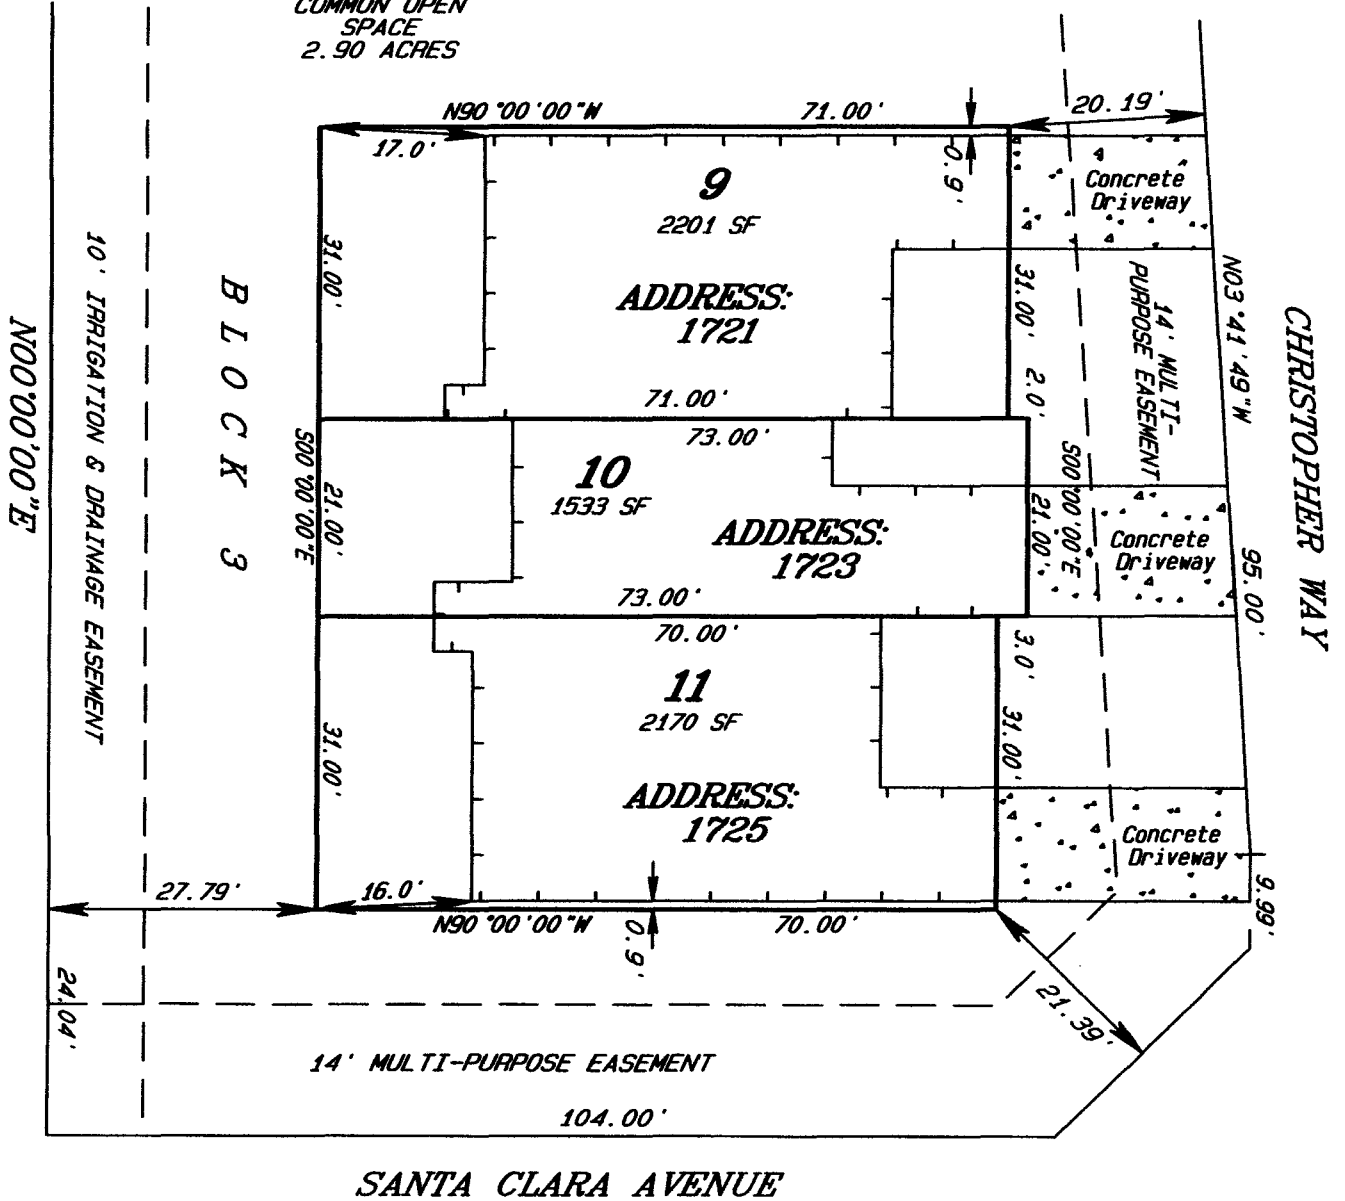 COMMON OPEN
SPACE
2.90 ACRES
N90°00'00"W
71.00'
20.19'
17.0'
0.9'
9
2201 SF
ADDRESS:
1721
Concrete
Driveway
31.00'
31.00'
2.0'
71.00'
14' MULTI-
PURPOSE EASEMENT
N03°41'49"W
CHRISTOPHER WAY
95.00'
N00°00'00"E
10' IRRIGATION & DRAINAGE EASEMENT
BLOCK 3
S00°00'00"E
73.00'
10
1533 SF
ADDRESS:
1723
21.00'
21.00'
S00°00'00"E
Concrete
Driveway
73.00'
70.00'
3.0'
11
2170 SF
31.00'
31.00'
ADDRESS:
1725
Concrete
Driveway
9.99'
27.79'
16.0'
N90°00'00"W
0.9'
70.00'
24.04'
21.39'
14' MULTI-PURPOSE EASEMENT
104.00'
SANTA CLARA AVENUE